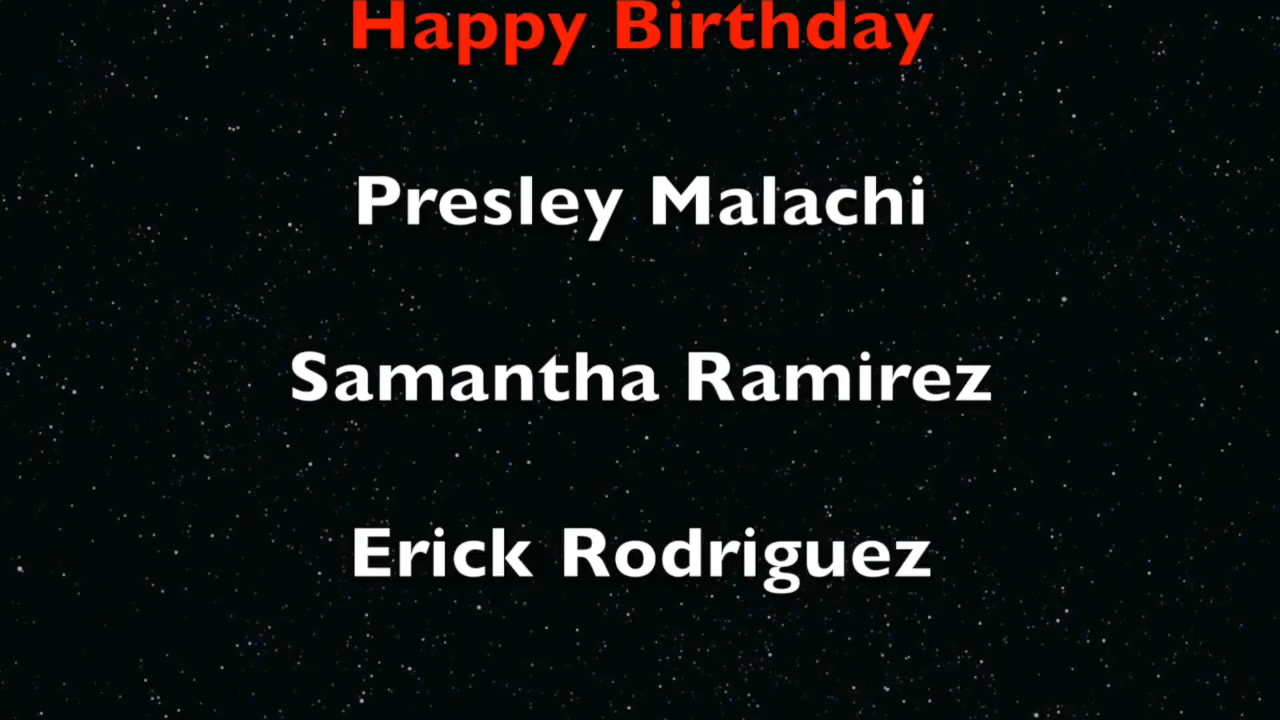 Happy Birthday
Presley Malachi
Samantha Ramirez
Erick Rodriguez